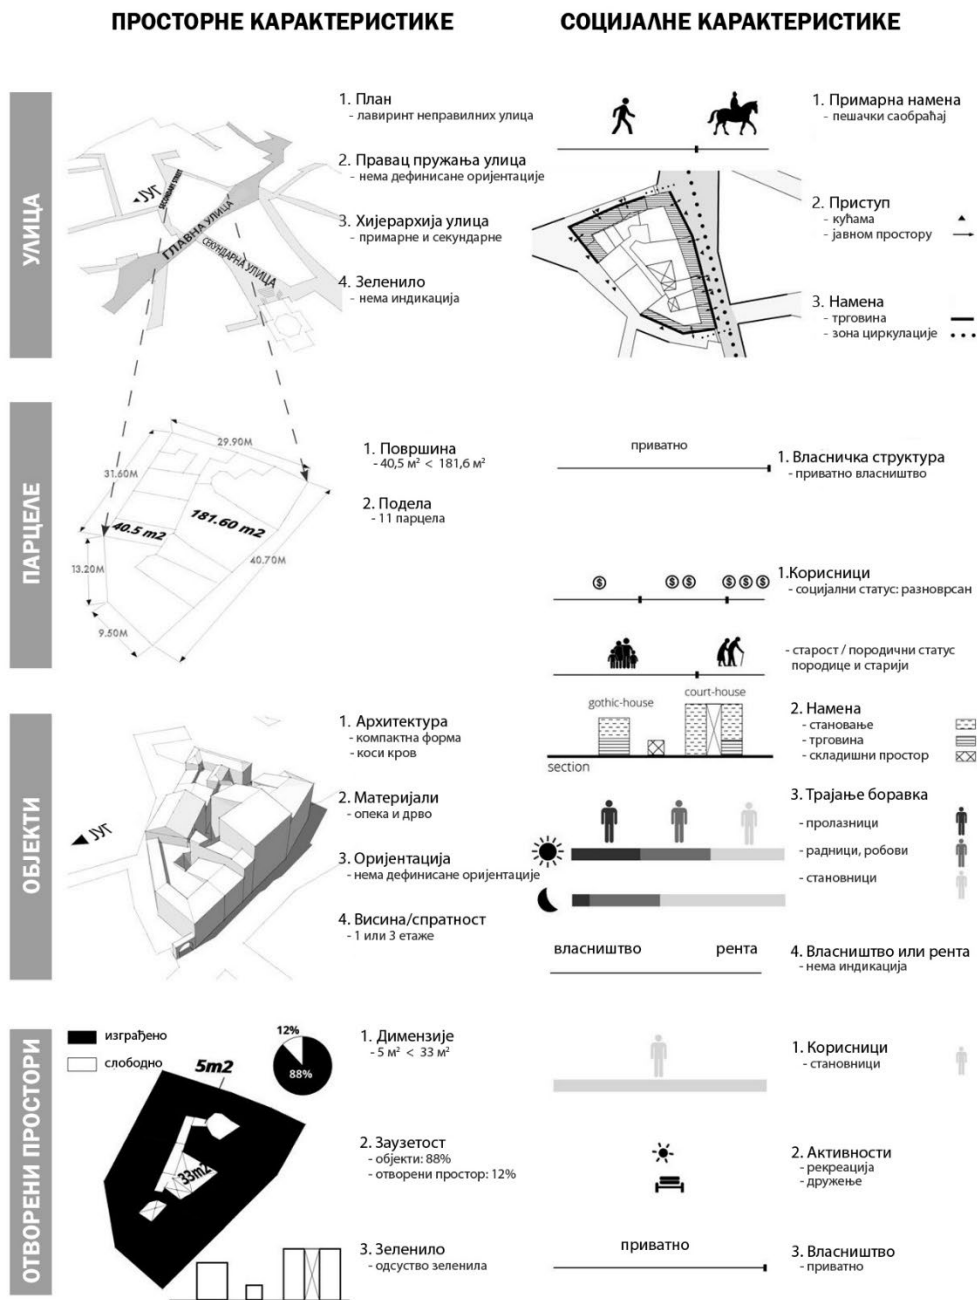 ПРОСТОРНЕ КАРАКТЕРИСТИКЕ
СОЦИЈАЛНЕ КАРАКТЕРИСТИКЕ
УЛИЦА
ЈУГ
SECONDARY STREET
ГЛАВНА УЛИЦА
СЕКУНДАРНА УЛИЦА
1. План
- лавиринт неправилних улица
2. Правац пружања улица
- нема дефинисане оријентације
3. Хијерархија улица
- примарне и секундарне
4. Зеленило
- нема индикација
1. Примарна намена
- пешачки саобраћај
2. Приступ
- кућама
- јавном простору
3. Намена
- трговина
- зона циркулације
ПАРЦЕЛЕ
29.90M
31.60M
40.5 m2
181.60 m2
13.20M
40.70M
9.50M
1. Површина
- 40,5 м² < 181,6 м²
2. Подела
- 11 парцела
приватно
1. Власничка структура
- приватно власништво
1.Корисници
- социјални статус: разноврсан
- старост / породични статус
породице и старији
ОБЈЕКТИ
ЈУГ
1. Архитектура
- компактна форма
- коси кров
2. Материјали
- опека и дрво
3. Оријентација
- нема дефинисане оријентације
4. Висина/спратност
- 1 или 3 етаже
gothic-house
court-house
section
2. Намена
- становање
- трговина
- складишни простор
3. Трајање боравка
- пролазници
- радници, робови
- становници
власништво
рента
4. Власништво или рента
- нема индикација
ОТВОРЕНИ ПРОСТОРИ
изграђено
слободно
12%
88%
5m2
33m2
1. Димензије
- 5 м² < 33 м²
2. Заузетост
- објекти: 88%
- отворени простор: 12%
3. Зеленило
- одсуство зеленила
1. Корисници
- становници
2. Активности
- рекреација
- дружење
приватно
3. Власништво
- приватно